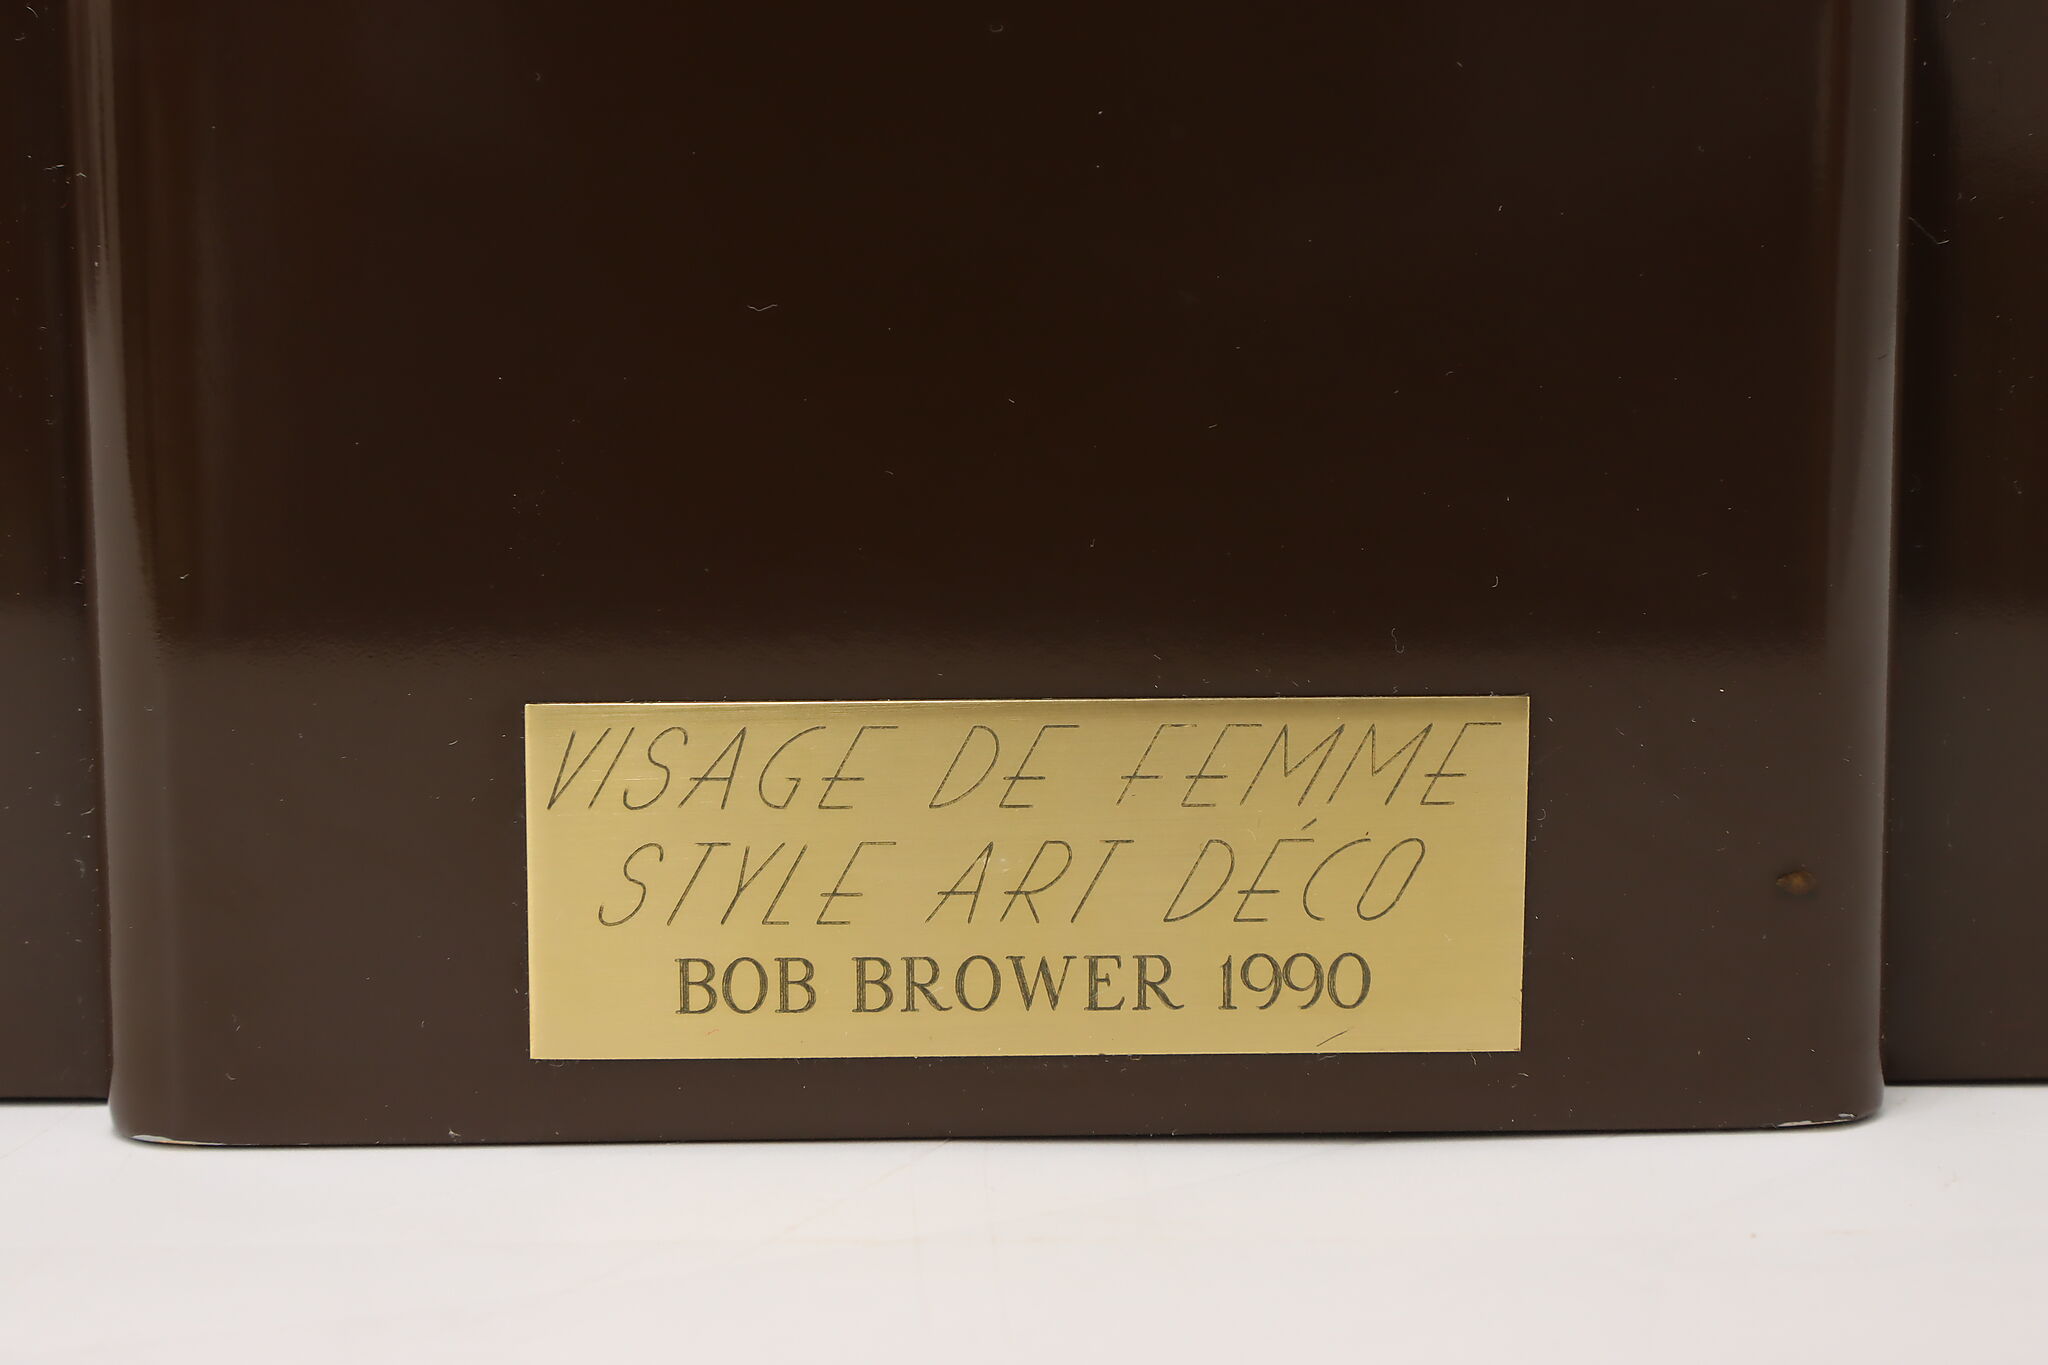 VISAGE DE FEMME
STYLE ART DÉCO
BOB BROWER 1990